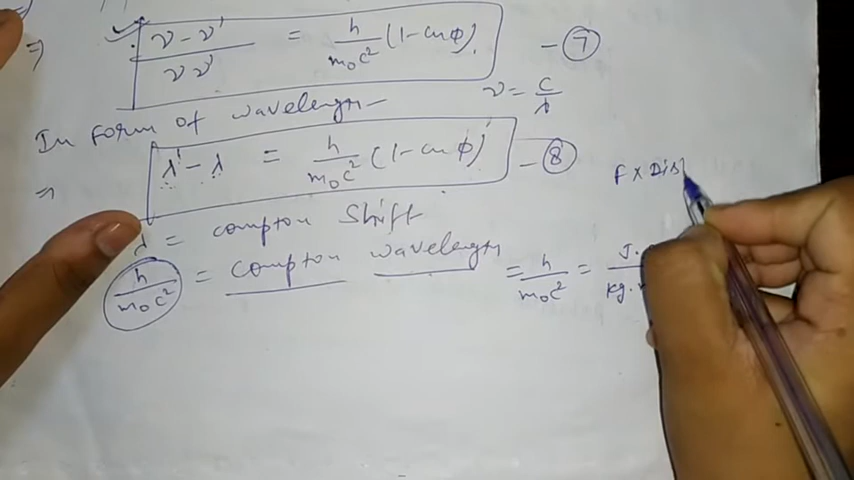 ⇒ ν - ν' / ν ν' = h / m₀c² (1 - cos ϕ) - ⑦
In form of wavelength - ν = c / λ
⇒ λ' - λ = h / m₀c² (1 - cos ϕ) - ⑧
F x Dis
λ = compton Shift
h / m₀c² = compton wavelength = h / m₀c² = J. / kg.